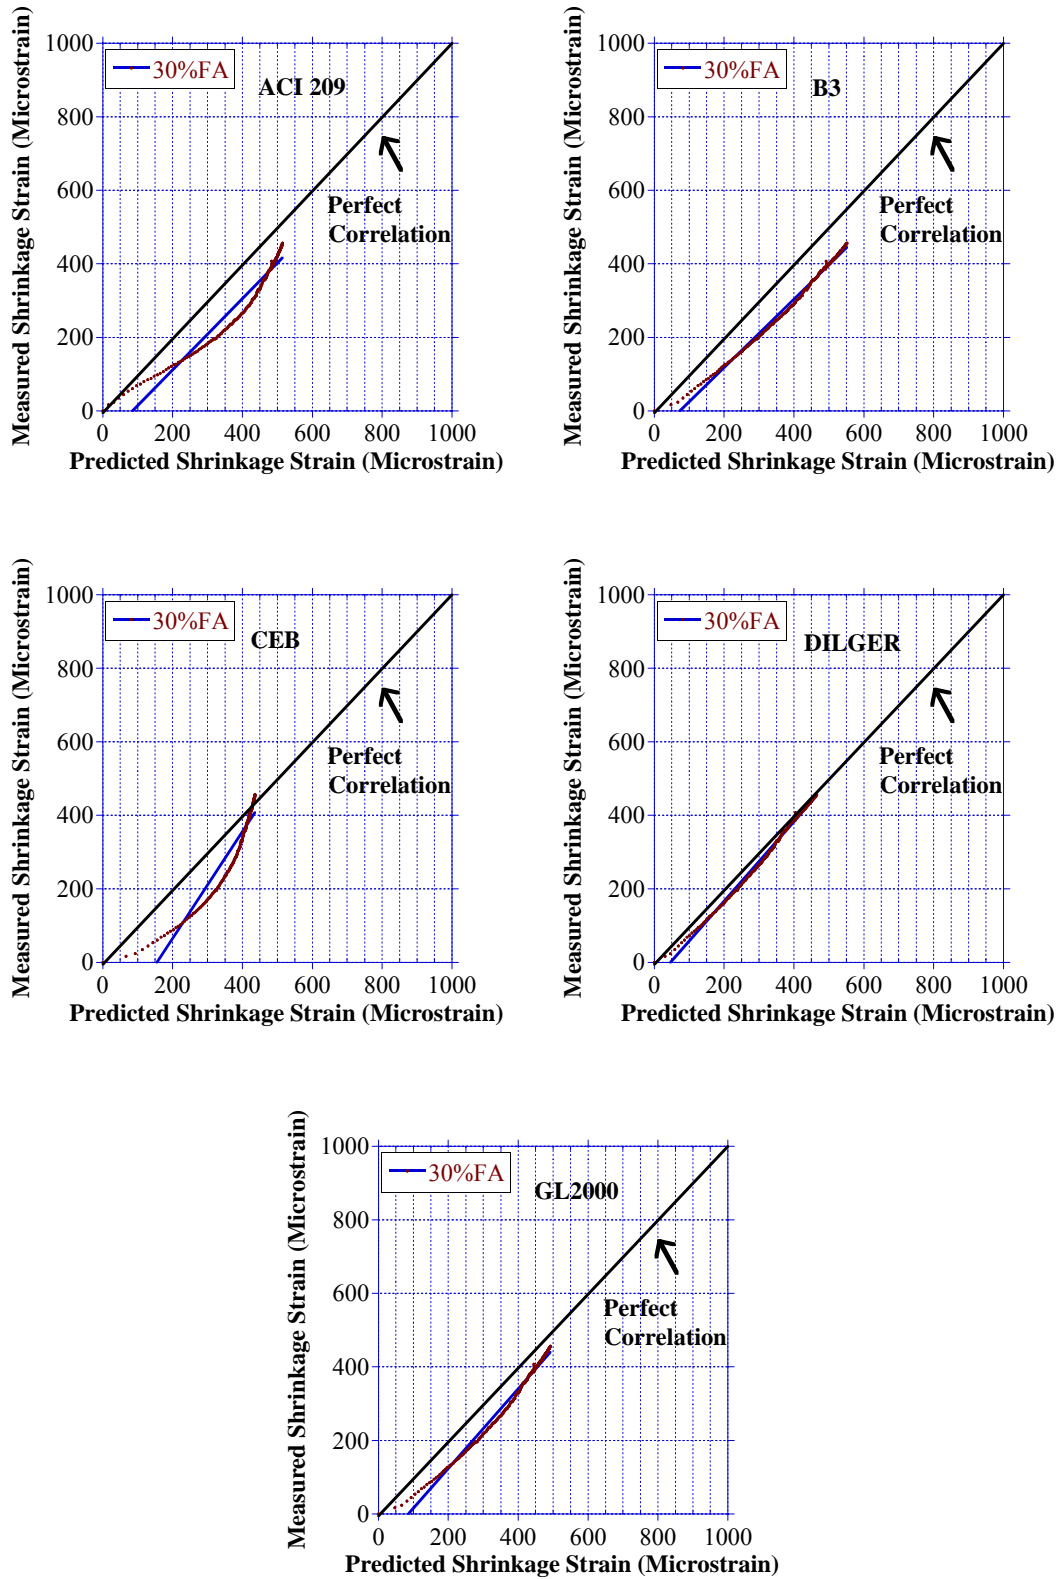 Measured Shrinkage Strain (Microstrain)
1000
800
600
400
200
0
30%FA
ACI 209
Perfect
Correlation
0 200 400 600 800 1000
Predicted Shrinkage Strain (Microstrain)
Measured Shrinkage Strain (Microstrain)
1000
800
600
400
200
0
30%FA
B3
Perfect
Correlation
0 200 400 600 800 1000
Predicted Shrinkage Strain (Microstrain)
Measured Shrinkage Strain (Microstrain)
1000
800
600
400
200
0
30%FA
CEB
Perfect
Correlation
0 200 400 600 800 1000
Predicted Shrinkage Strain (Microstrain)
Measured Shrinkage Strain (Microstrain)
1000
800
600
400
200
0
30%FA
DILGER
Perfect
Correlation
0 200 400 600 800 1000
Predicted Shrinkage Strain (Microstrain)
Measured Shrinkage Strain (Microstrain)
1000
800
600
400
200
0
30%FA
GL2000
Perfect
Correlation
0 200 400 600 800 1000
Predicted Shrinkage Strain (Microstrain)